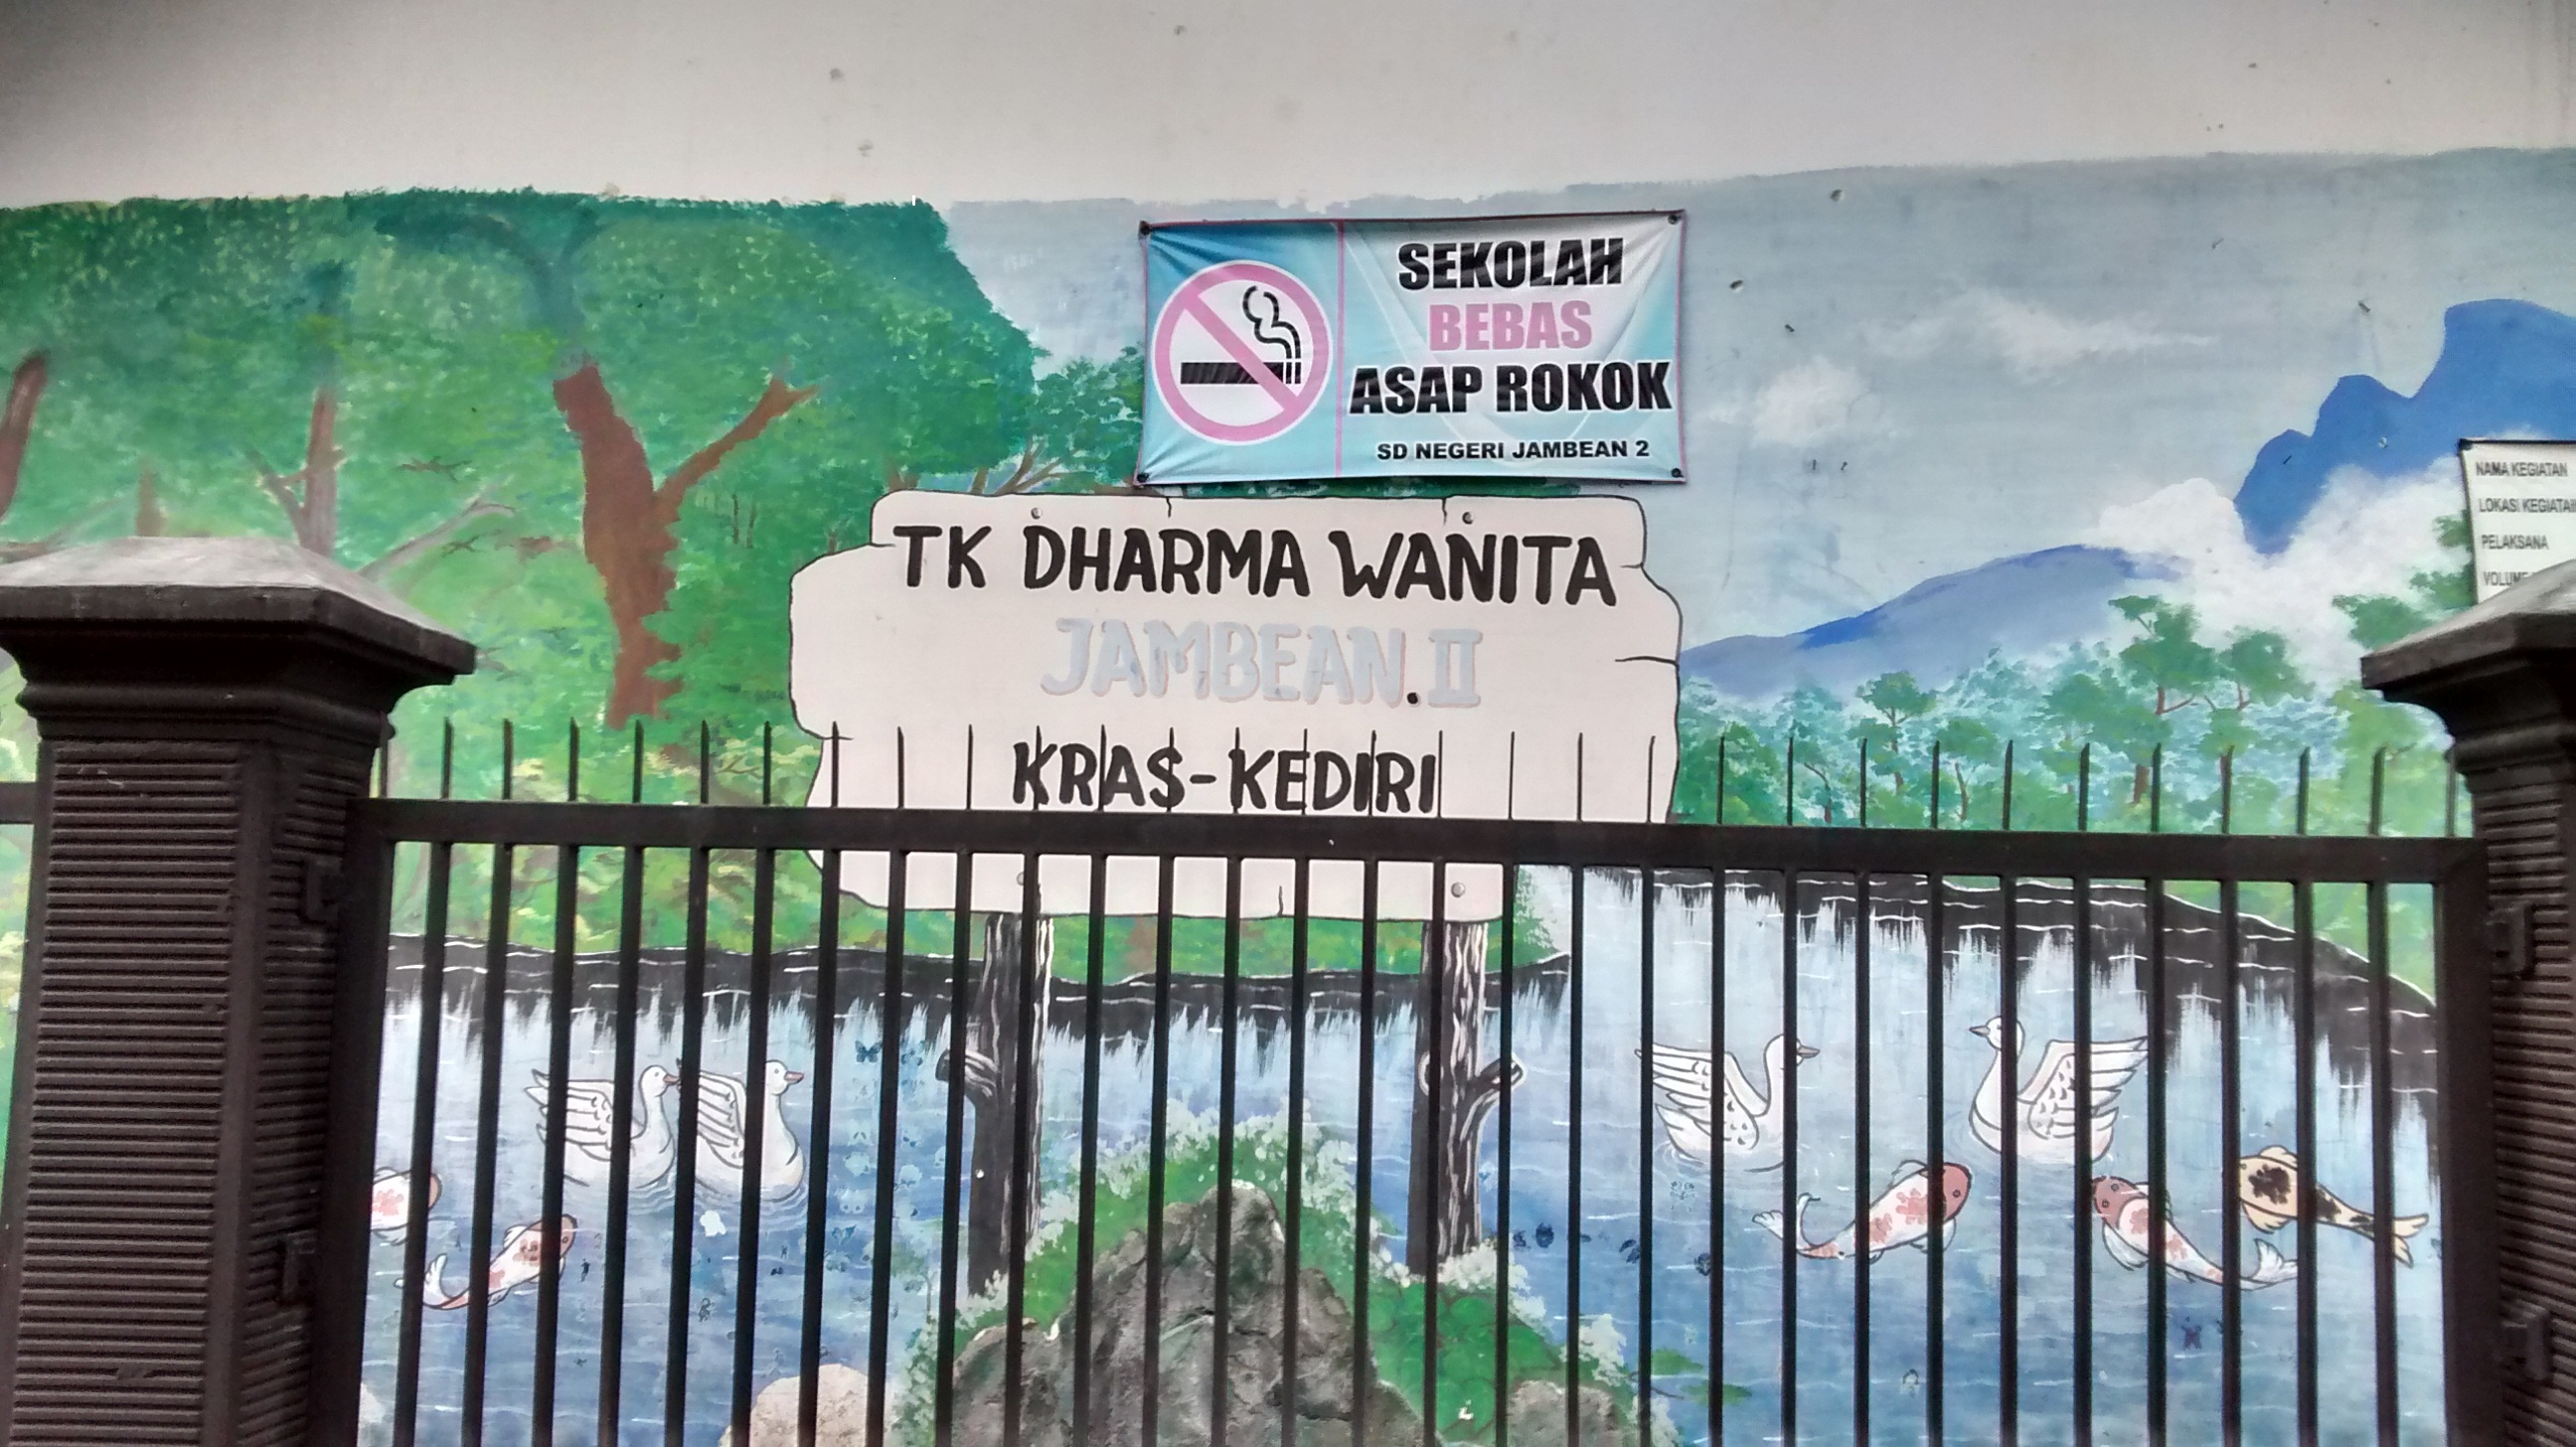 SEKOLAH
BEBAS
ASAP ROKOK
SD NEGERI JAMBEAN 2
TK DHARMA WANITA
JAMBEAN.II
KRAS-KEDIRI
NAMA KEGIATAN
LOKASI KEGIATAN
PELAKSANA
VOLUME